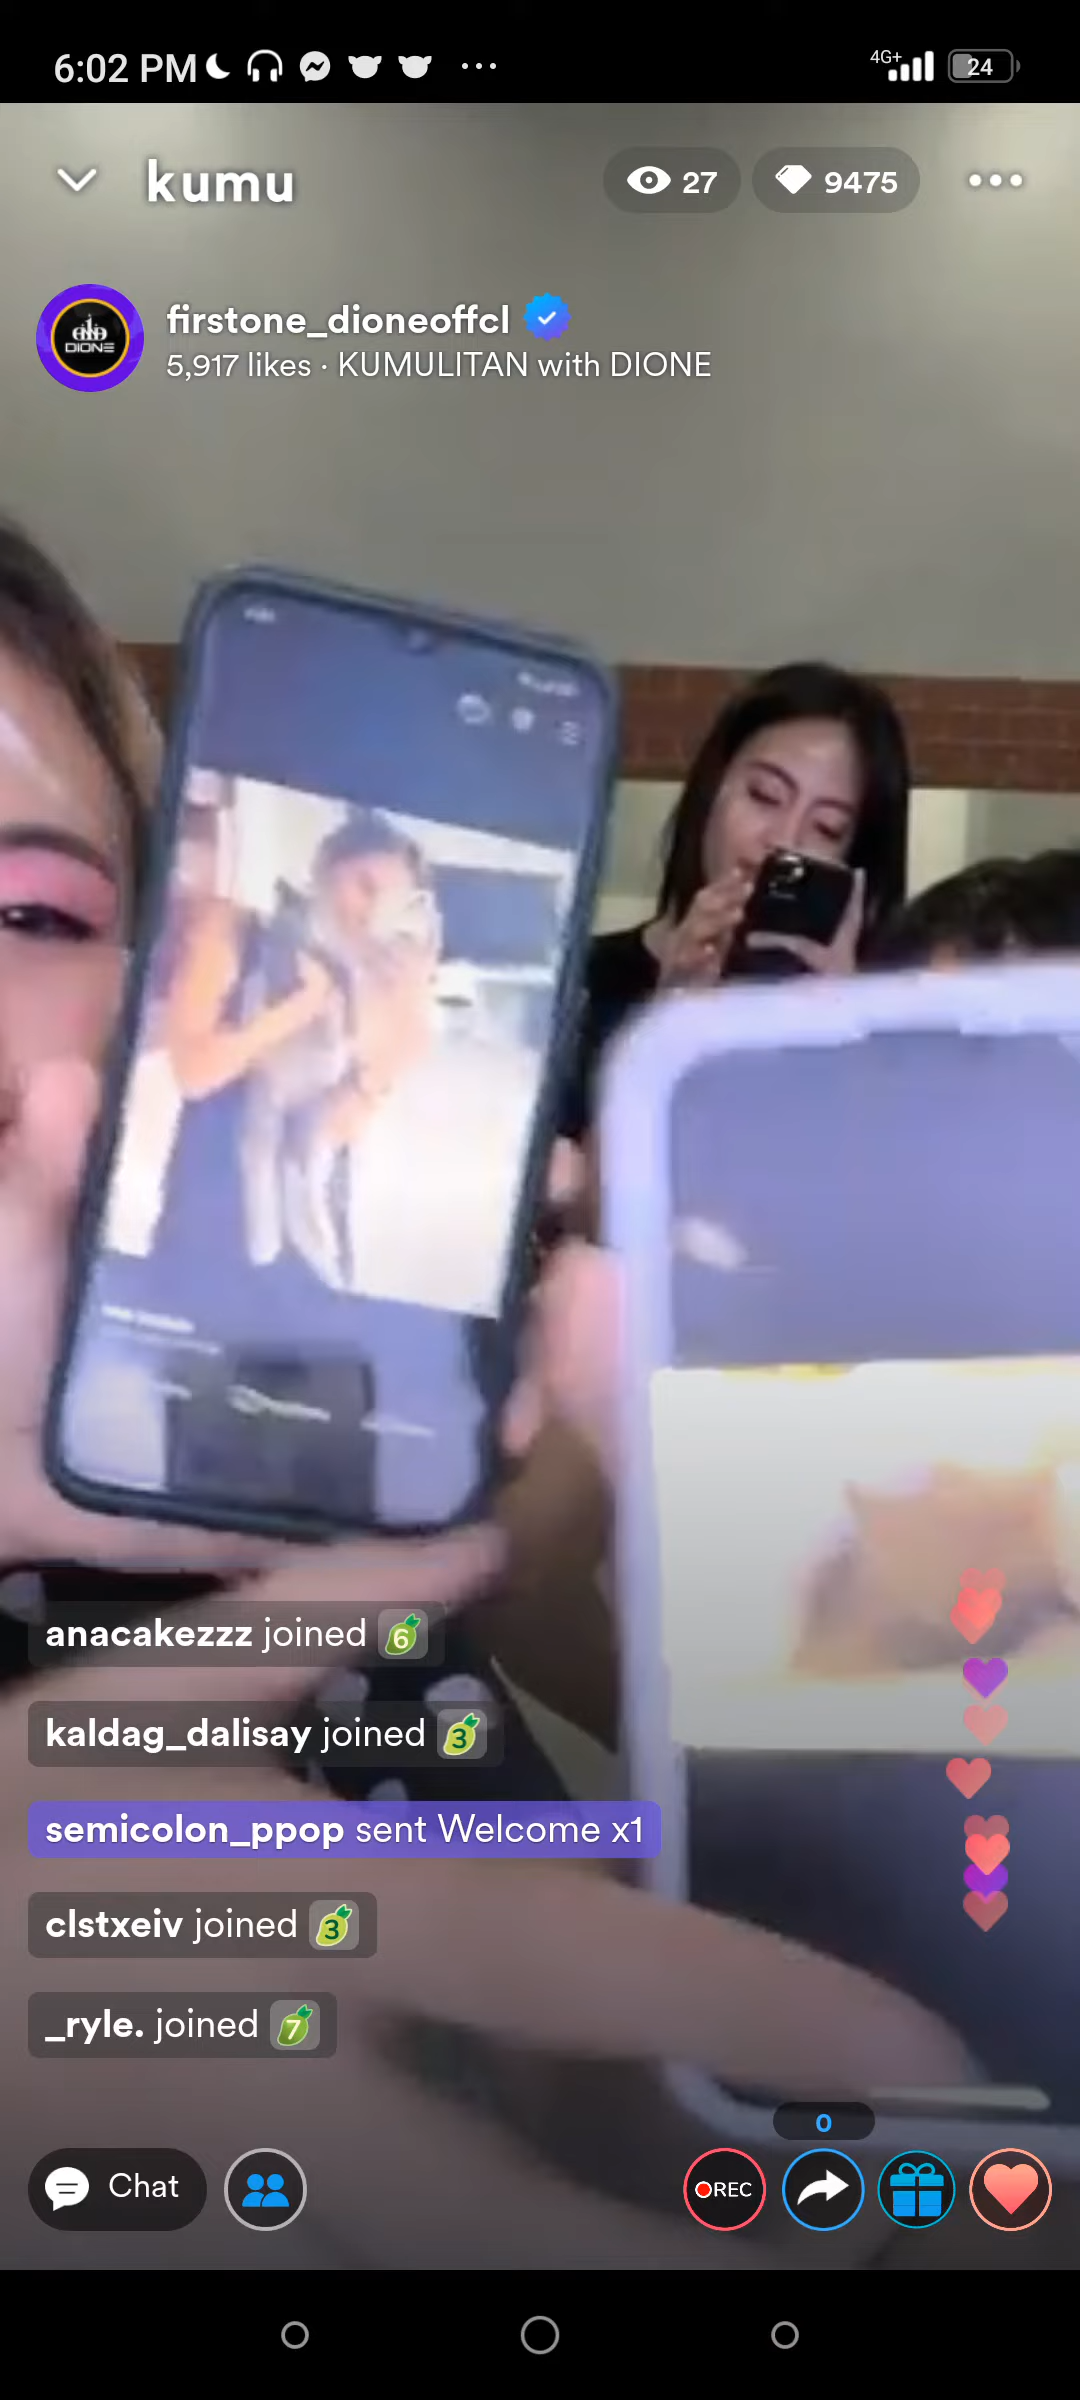 6:02 PM
4G+
24
kumu
27
9475
DIONE
firstone_dioneoffcl
5,917 likes · KUMULITAN with DIONE
anacakezzz joined 6
kaldag_dalisay joined 3
semicolon_ppop sent Welcome x1
clstxeiv joined 3
_ryle. joined 7
0
Chat
REC